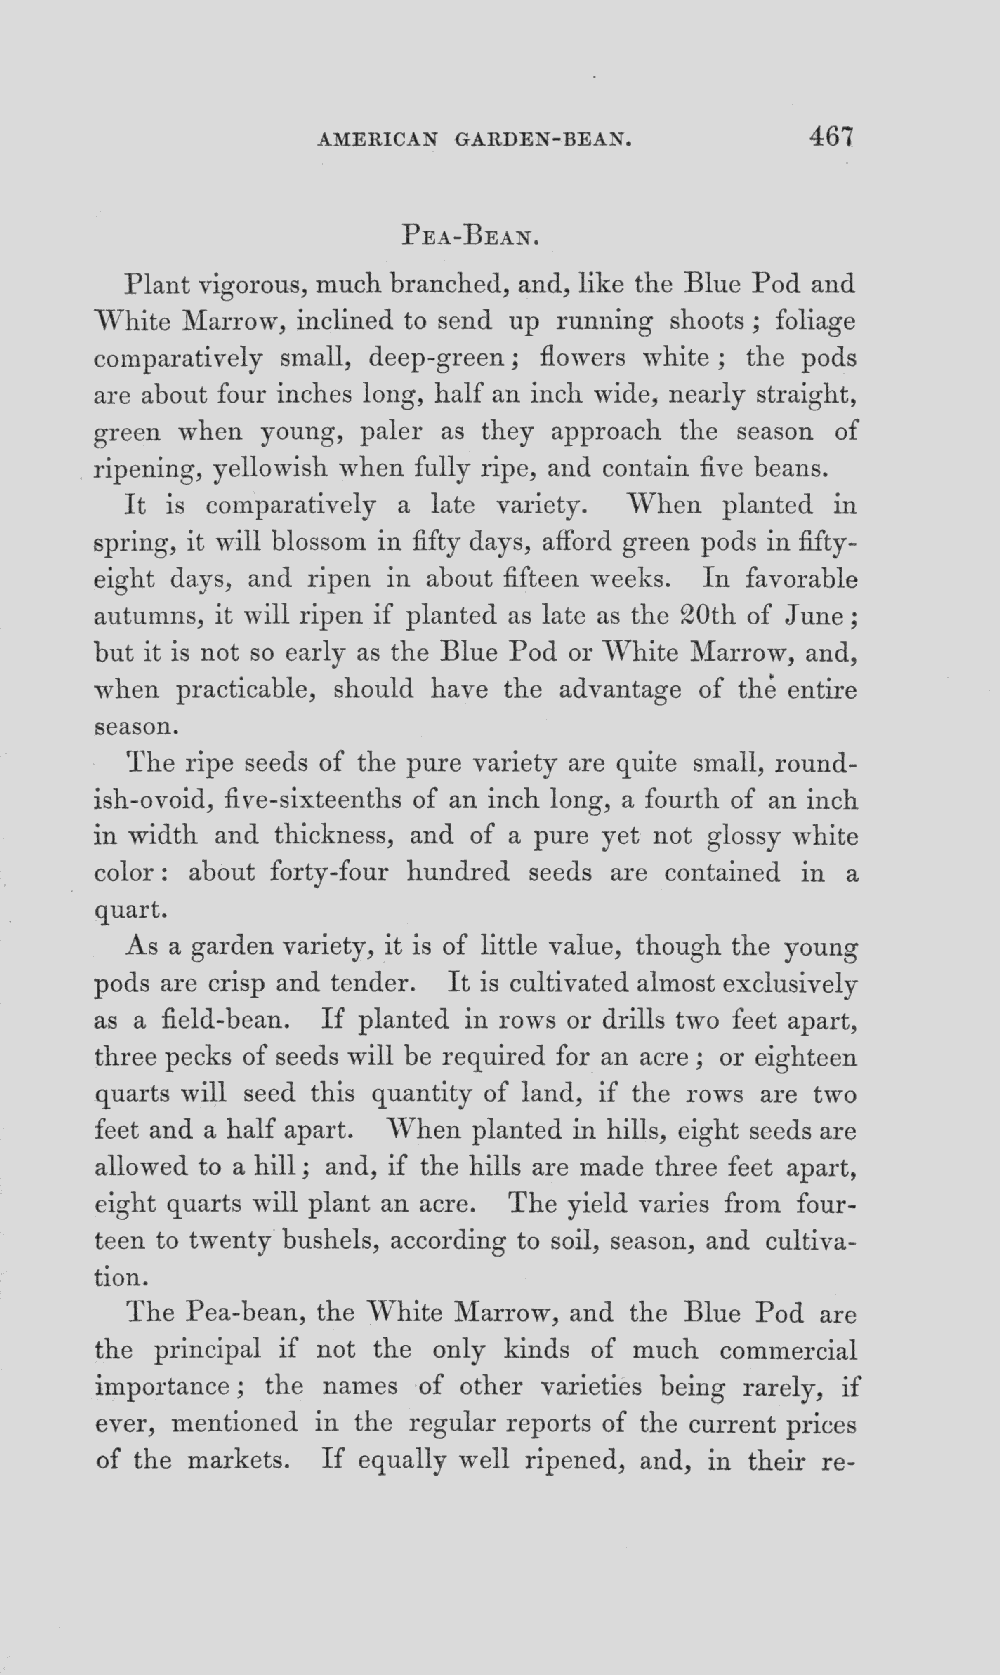 AMERICAN GARDEN-BEAN. 467
PEA-BEAN.
Plant vigorous, much branched, and, like the Blue Pod and
White Marrow, inclined to send up running shoots ; foliage
comparatively small, deep-green ; flowers white ; the pods
are about four inches long, half an inch wide, nearly straight,
green when young, paler as they approach the season of
ripening, yellowish when fully ripe, and contain five beans.
It is comparatively a late variety. When planted in
spring, it will blossom in fifty days, afford green pods in fifty-
eight days, and ripen in about fifteen weeks. In favorable
autumns, it will ripen if planted as late as the 20th of June ;
but it is not so early as the Blue Pod or White Marrow, and,
when practicable, should have the advantage of the entire
season.
The ripe seeds of the pure variety are quite small, round-
ish-ovoid, five-sixteenths of an inch long, a fourth of an inch
in width and thickness, and of a pure yet not glossy white
color : about forty-four hundred seeds are contained in a
quart.
As a garden variety, it is of little value, though the young
pods are crisp and tender. It is cultivated almost exclusively
as a field-bean. If planted in rows or drills two feet apart,
three pecks of seeds will be required for an acre ; or eighteen
quarts will seed this quantity of land, if the rows are two
feet and a half apart. When planted in hills, eight seeds are
allowed to a hill ; and, if the hills are made three feet apart,
eight quarts will plant an acre. The yield varies from four-
teen to twenty bushels, according to soil, season, and cultiva-
tion.
The Pea-bean, the White Marrow, and the Blue Pod are
the principal if not the only kinds of much commercial
importance ; the names of other varieties being rarely, if
ever, mentioned in the regular reports of the current prices
of the markets. If equally well ripened, and, in their re-